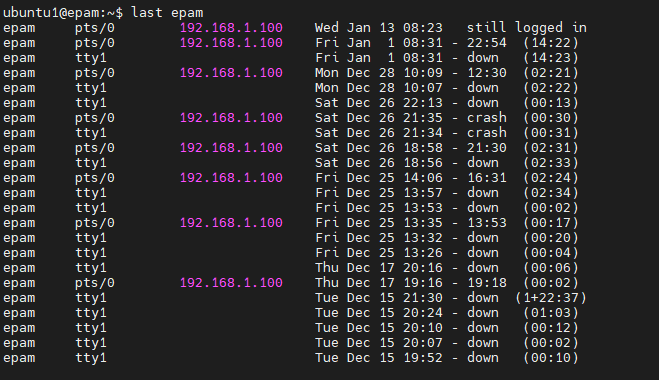 ubuntu1@epam:~$ last epam
epam     pts/0        192.168.1.100    Wed Jan 13 08:23   still logged in
epam     pts/0        192.168.1.100    Fri Jan  1 08:31 - 22:54  (14:22)
epam     tty1                          Fri Jan  1 08:31 - down   (14:23)
epam     pts/0        192.168.1.100    Mon Dec 28 10:09 - 12:30  (02:21)
epam     tty1                          Mon Dec 28 10:07 - down   (02:22)
epam     tty1                          Sat Dec 26 22:13 - down   (00:13)
epam     pts/0        192.168.1.100    Sat Dec 26 21:35 - crash  (00:30)
epam     tty1                          Sat Dec 26 21:34 - crash  (00:31)
epam     pts/0        192.168.1.100    Sat Dec 26 18:58 - 21:30  (02:31)
epam     tty1                          Sat Dec 26 18:56 - down   (02:33)
epam     pts/0        192.168.1.100    Fri Dec 25 14:06 - 16:31  (02:24)
epam     tty1                          Fri Dec 25 13:57 - down   (02:34)
epam     tty1                          Fri Dec 25 13:53 - down   (00:02)
epam     pts/0        192.168.1.100    Fri Dec 25 13:35 - 13:53  (00:17)
epam     tty1                          Fri Dec 25 13:32 - down   (00:20)
epam     tty1                          Fri Dec 25 13:26 - down   (00:04)
epam     tty1                          Thu Dec 17 20:16 - down   (00:06)
epam     pts/0        192.168.1.100    Thu Dec 17 19:16 - 19:18  (00:02)
epam     tty1                          Tue Dec 15 21:30 - down  (1+22:37)
epam     tty1                          Tue Dec 15 20:24 - down   (01:03)
epam     tty1                          Tue Dec 15 20:10 - down   (00:12)
epam     tty1                          Tue Dec 15 20:07 - down   (00:02)
epam     tty1                          Tue Dec 15 19:52 - down   (00:10)